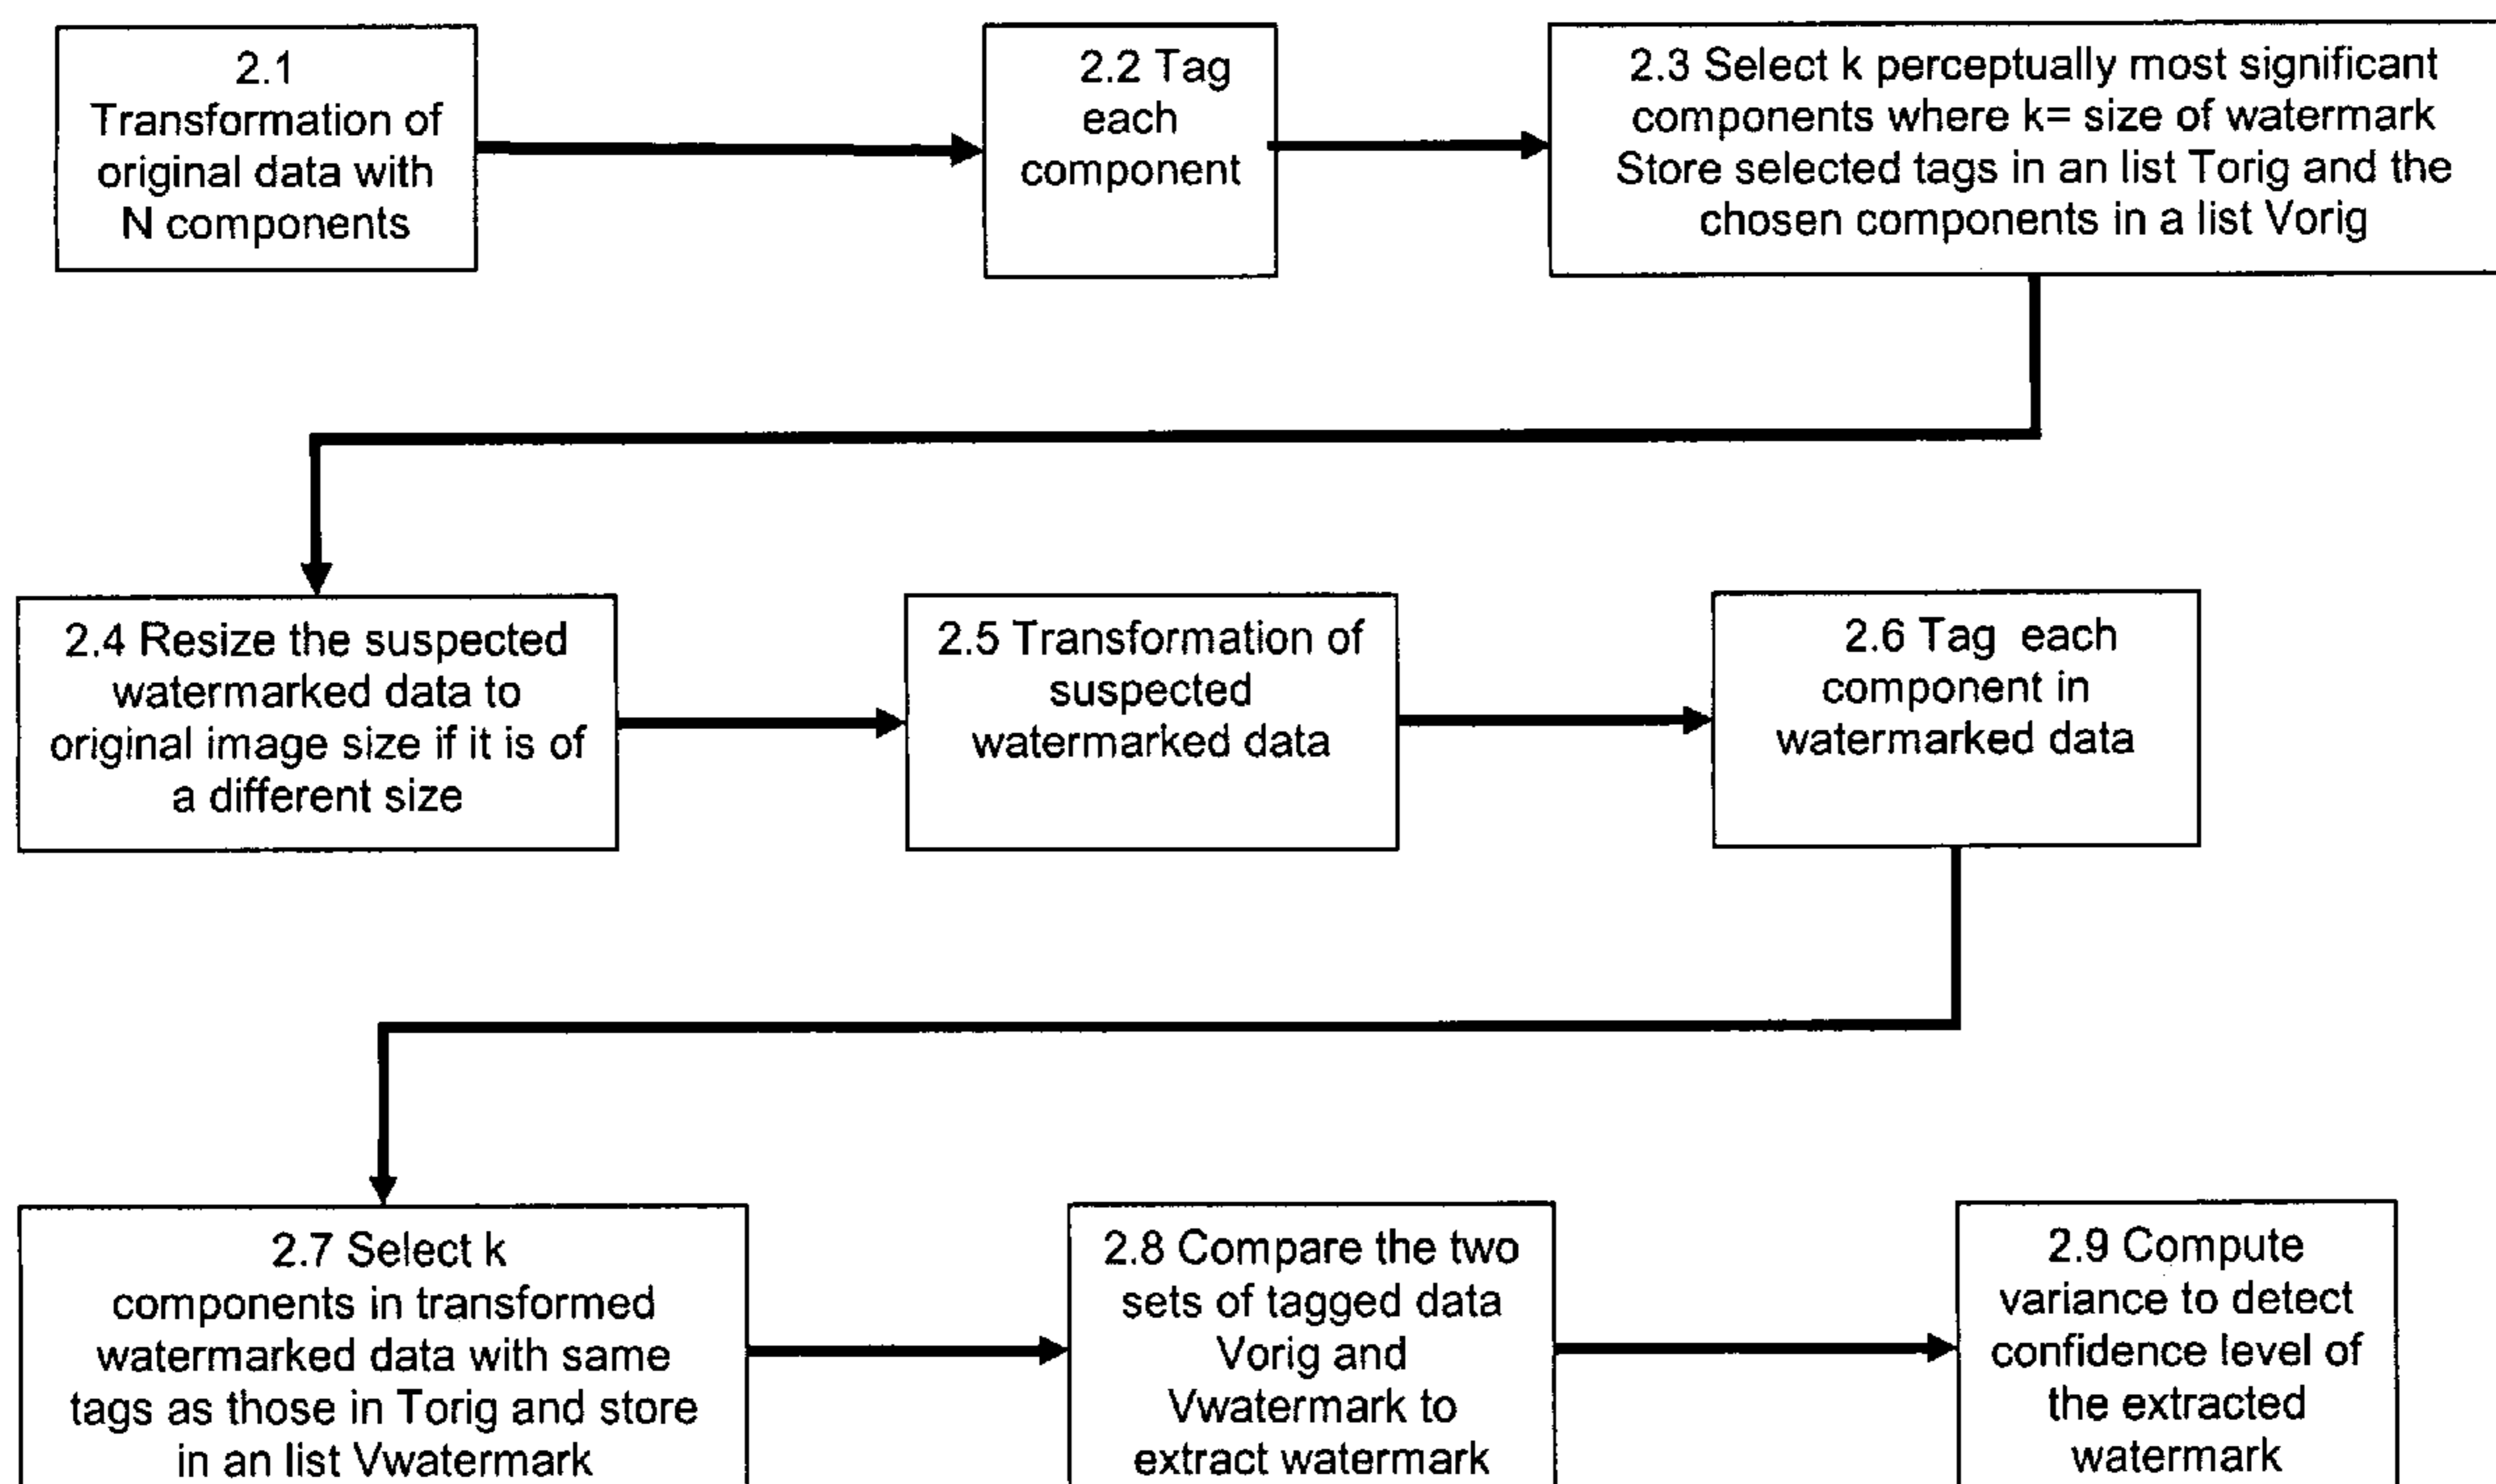 2.1
Transformation of
original data with
N components
2.2 Tag
each
component
2.3 Select k perceptually most significant
components where k= size of watermark
Store selected tags in an list Torig and the
chosen components in a list Vorig
2.4 Resize the suspected
watermarked data to
original image size if it is of
a different size
2.5 Transformation of
suspected
watermarked data
2.6 Tag each
component in
watermarked data
2.7 Select k
components in transformed
watermarked data with same
tags as those in Torig and store
in an list Vwatermark
2.8 Compare the two
sets of tagged data
Vorig and
Vwatermark to
extract watermark
2.9 Compute
variance to detect
confidence level of
the extracted
watermark